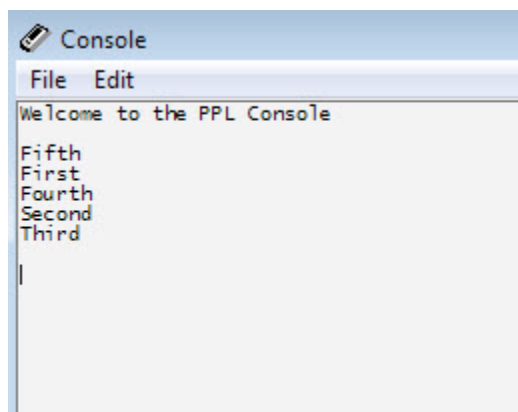 Console
File Edit
Welcome to the PPL Console
Fifth
First
Fourth
Second
Third